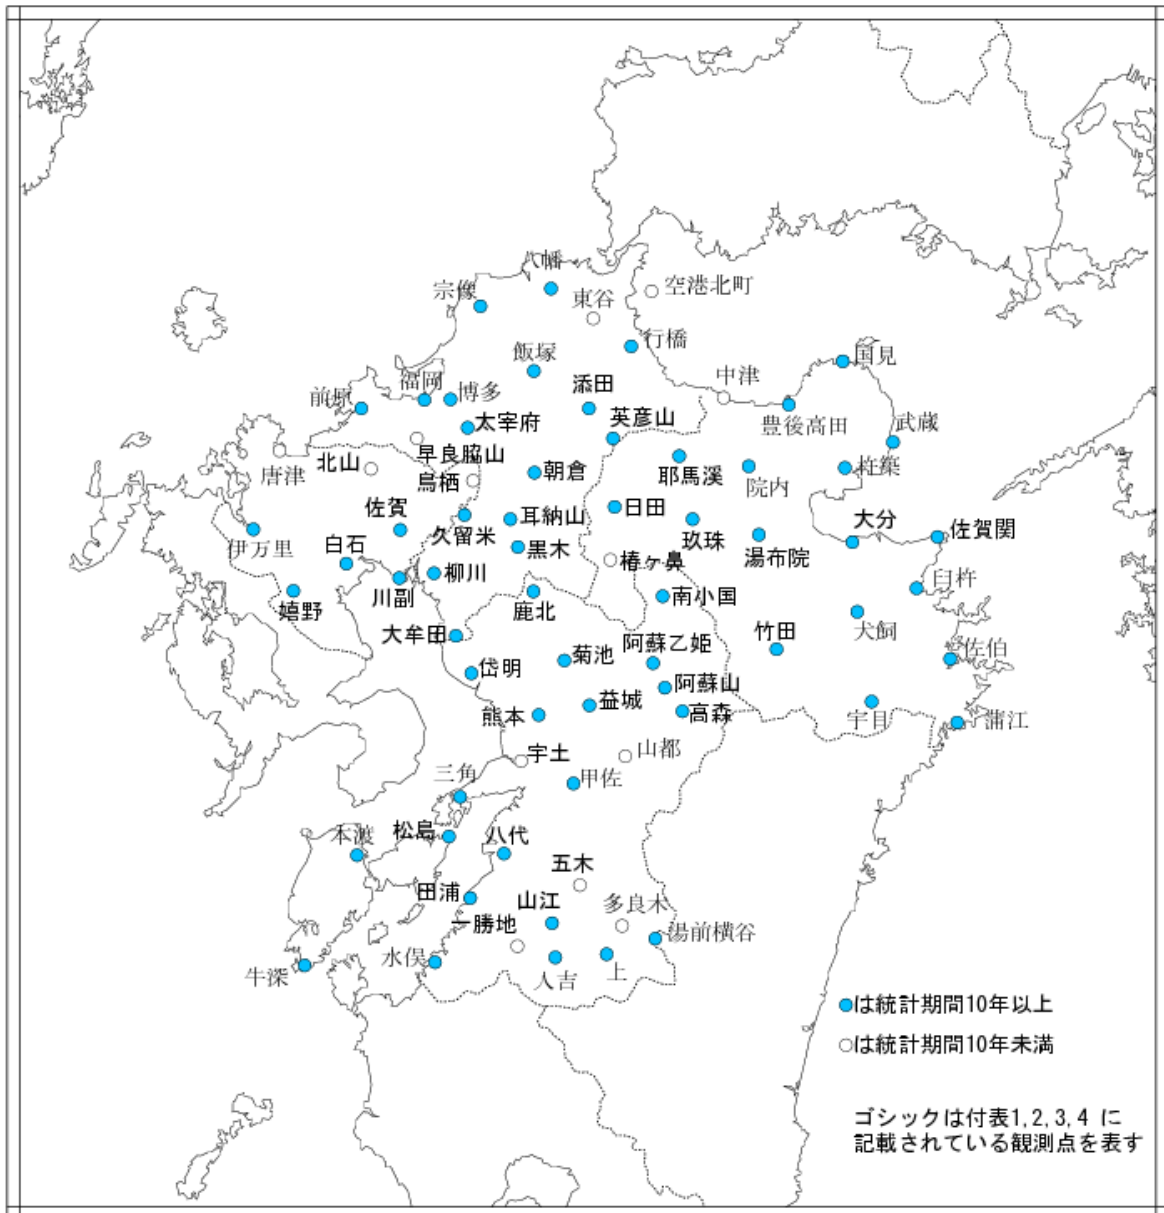 八幡
宗像
東谷
空港北町
行橋
飯塚
国見
福岡
博多
添田
中津
前原
太宰府
英彦山
豊後高田
武蔵
早良脇山
北山
唐津
鳥栖
朝倉
耶馬溪
院内
杵築
佐賀
久留米
耳納山
日田
玖珠
大分
佐賀関
伊万里
白石
黒木
椿ヶ鼻
湯布院
柳川
川副
嬉野
鹿北
南小国
臼杵
大牟田
犬飼
菊池
阿蘇乙姫
竹田
佐伯
岱明
阿蘇山
益城
高森
熊本
宇目
蒲江
宇土
山都
三角
甲佐
松島
本渡
八代
五木
田浦
山江
多良木
一勝地
湯前横谷
水俣
牛深
人吉
上
は統計期間10年以上
は統計期間10年未満
ゴシックは付表1,2,3,4 に
記載されている観測点を表す